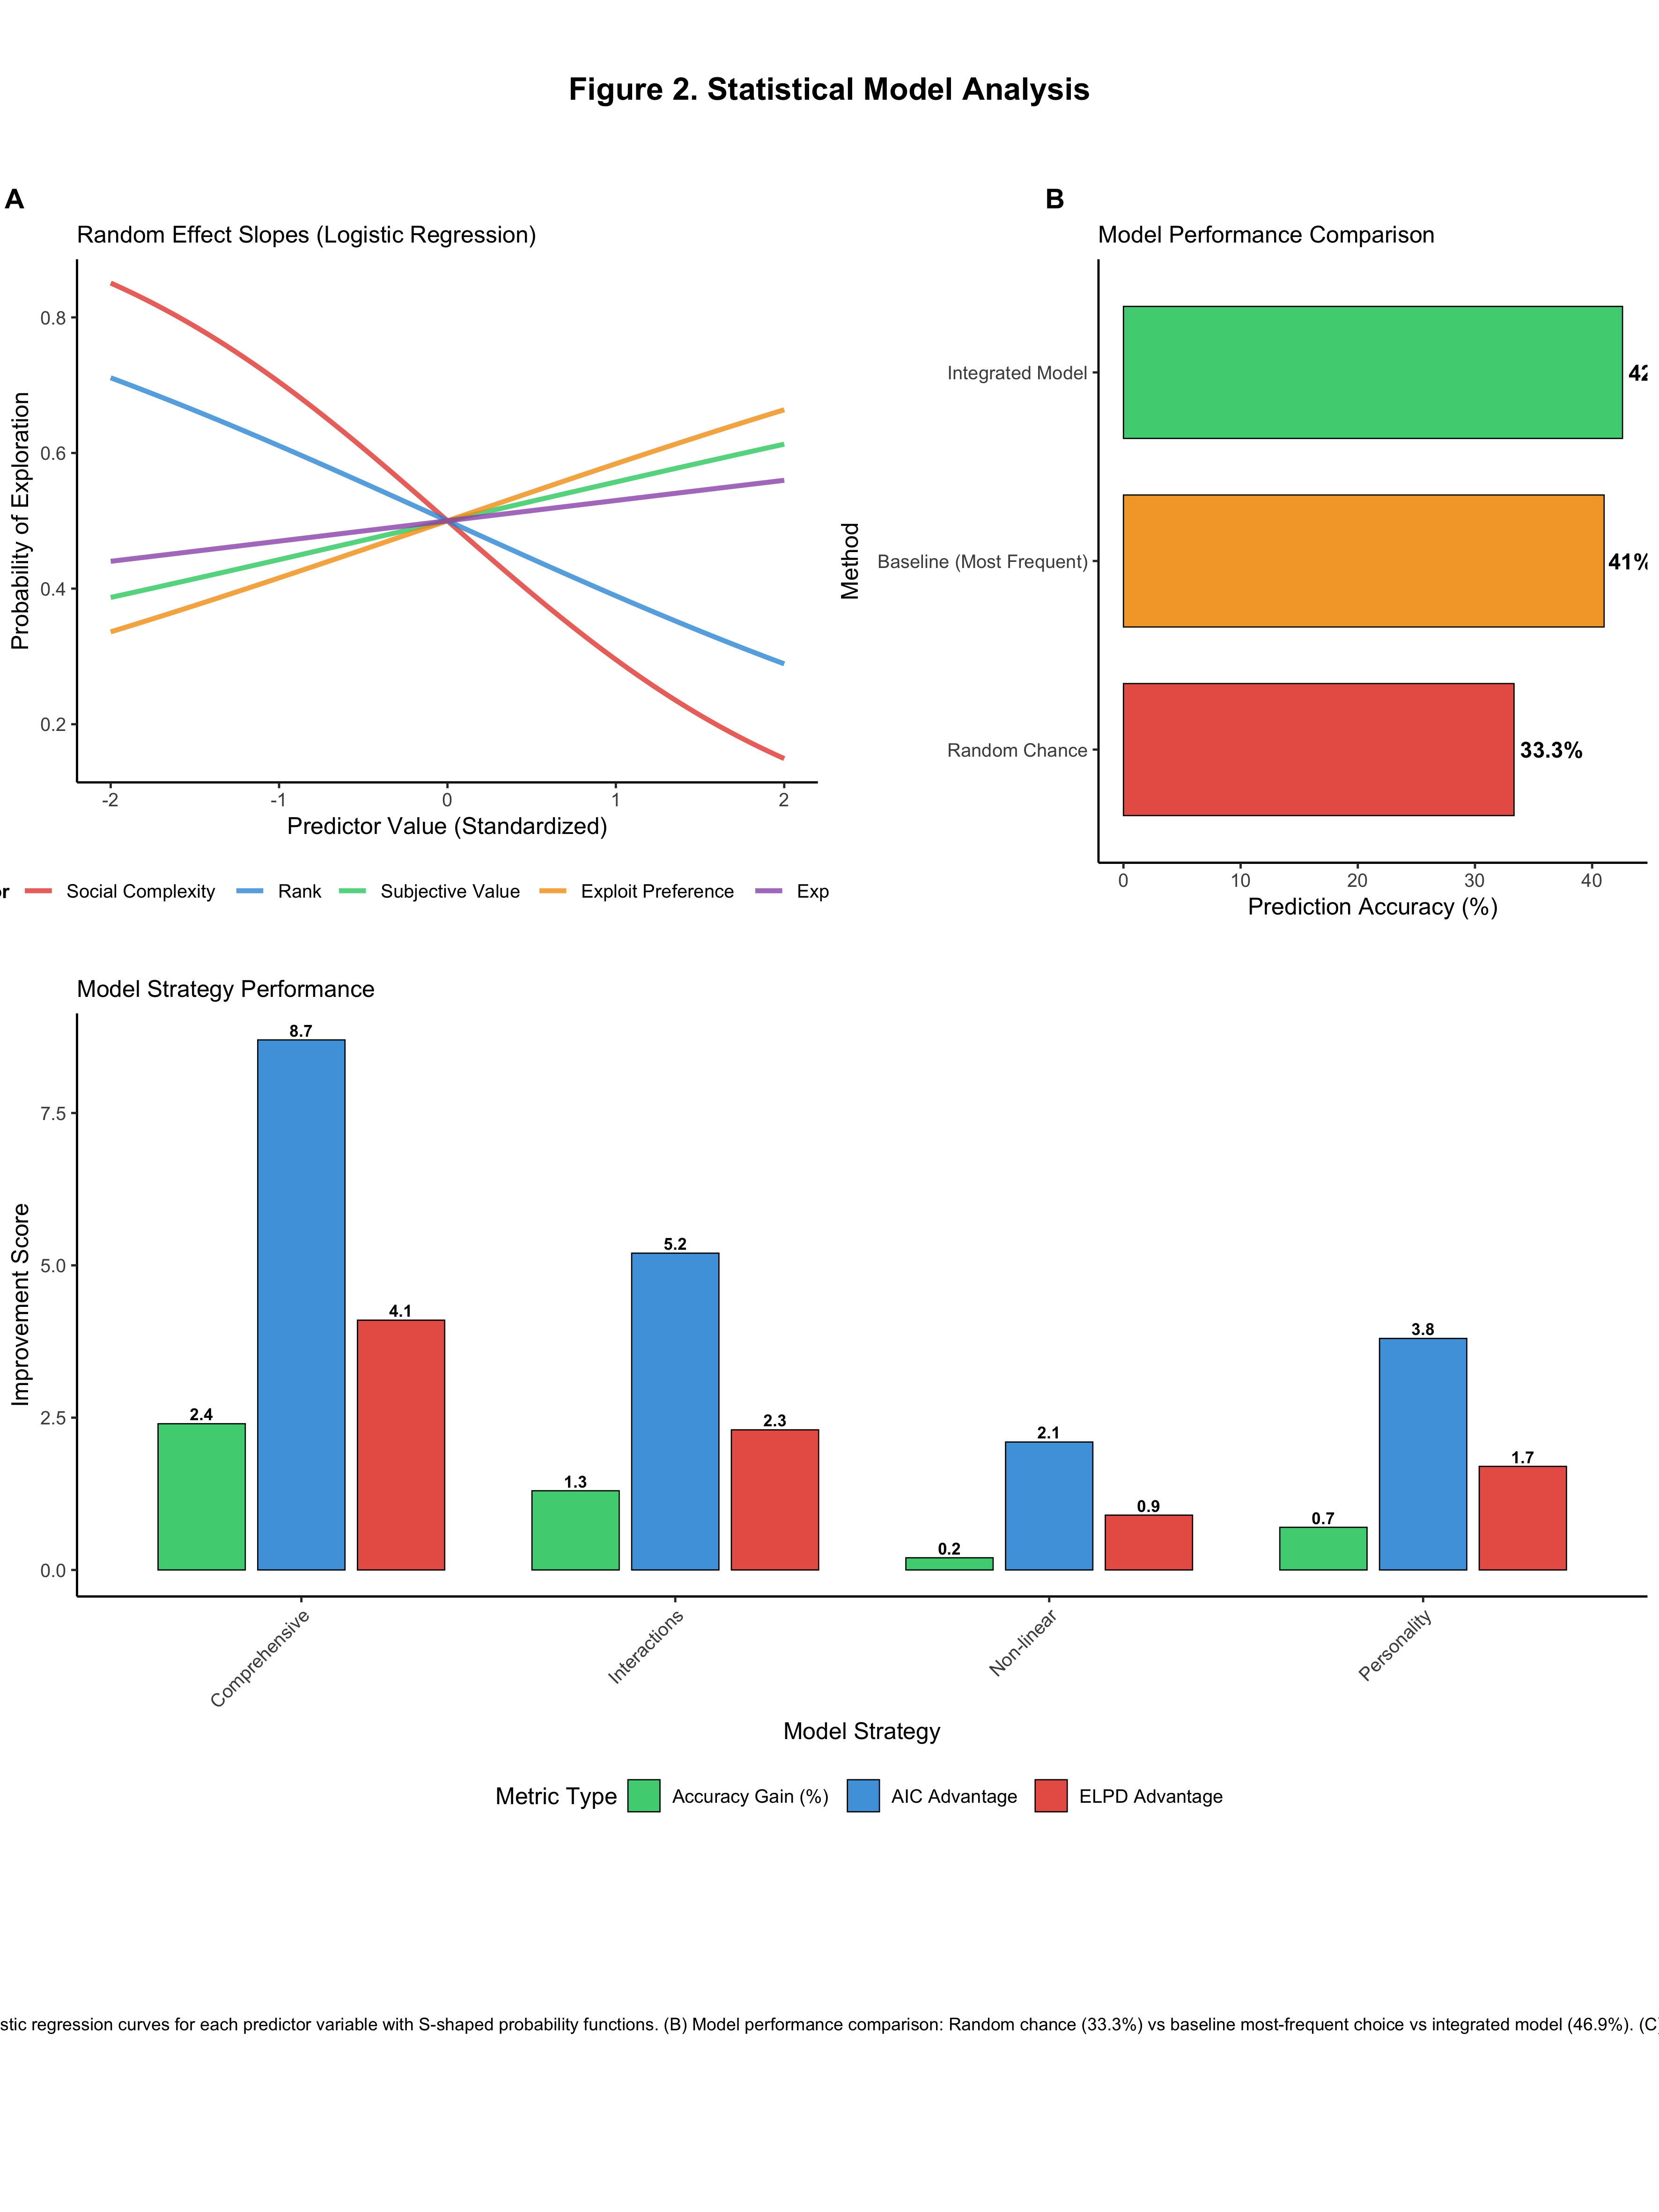 Figure 2. Statistical Model Analysis
A
Random Effect Slopes (Logistic Regression)
Probability of Exploration
0.8
0.6
0.4
0.2
-2 -1 0 1 2
Predictor Value (Standardized)
or Social Complexity Rank Subjective Value Exploit Preference Exp
B
Model Performance Comparison
Method
Integrated Model
42
Baseline (Most Frequent)
41%
Random Chance
33.3%
0 10 20 30 40
Prediction Accuracy (%)
Model Strategy Performance
Improvement Score
7.5
5.0
2.5
0.0
2.4 8.7 4.1
1.3 5.2 2.3
0.2 2.1 0.9
0.7 3.8 1.7
Comprehensive Interactions Non-linear Personality
Model Strategy
Metric Type Accuracy Gain (%) AIC Advantage ELPD Advantage
stic regression curves for each predictor variable with S-shaped probability functions. (B) Model performance comparison: Random chance (33.3%) vs baseline most-frequent choice vs integrated model (46.9%). (C)